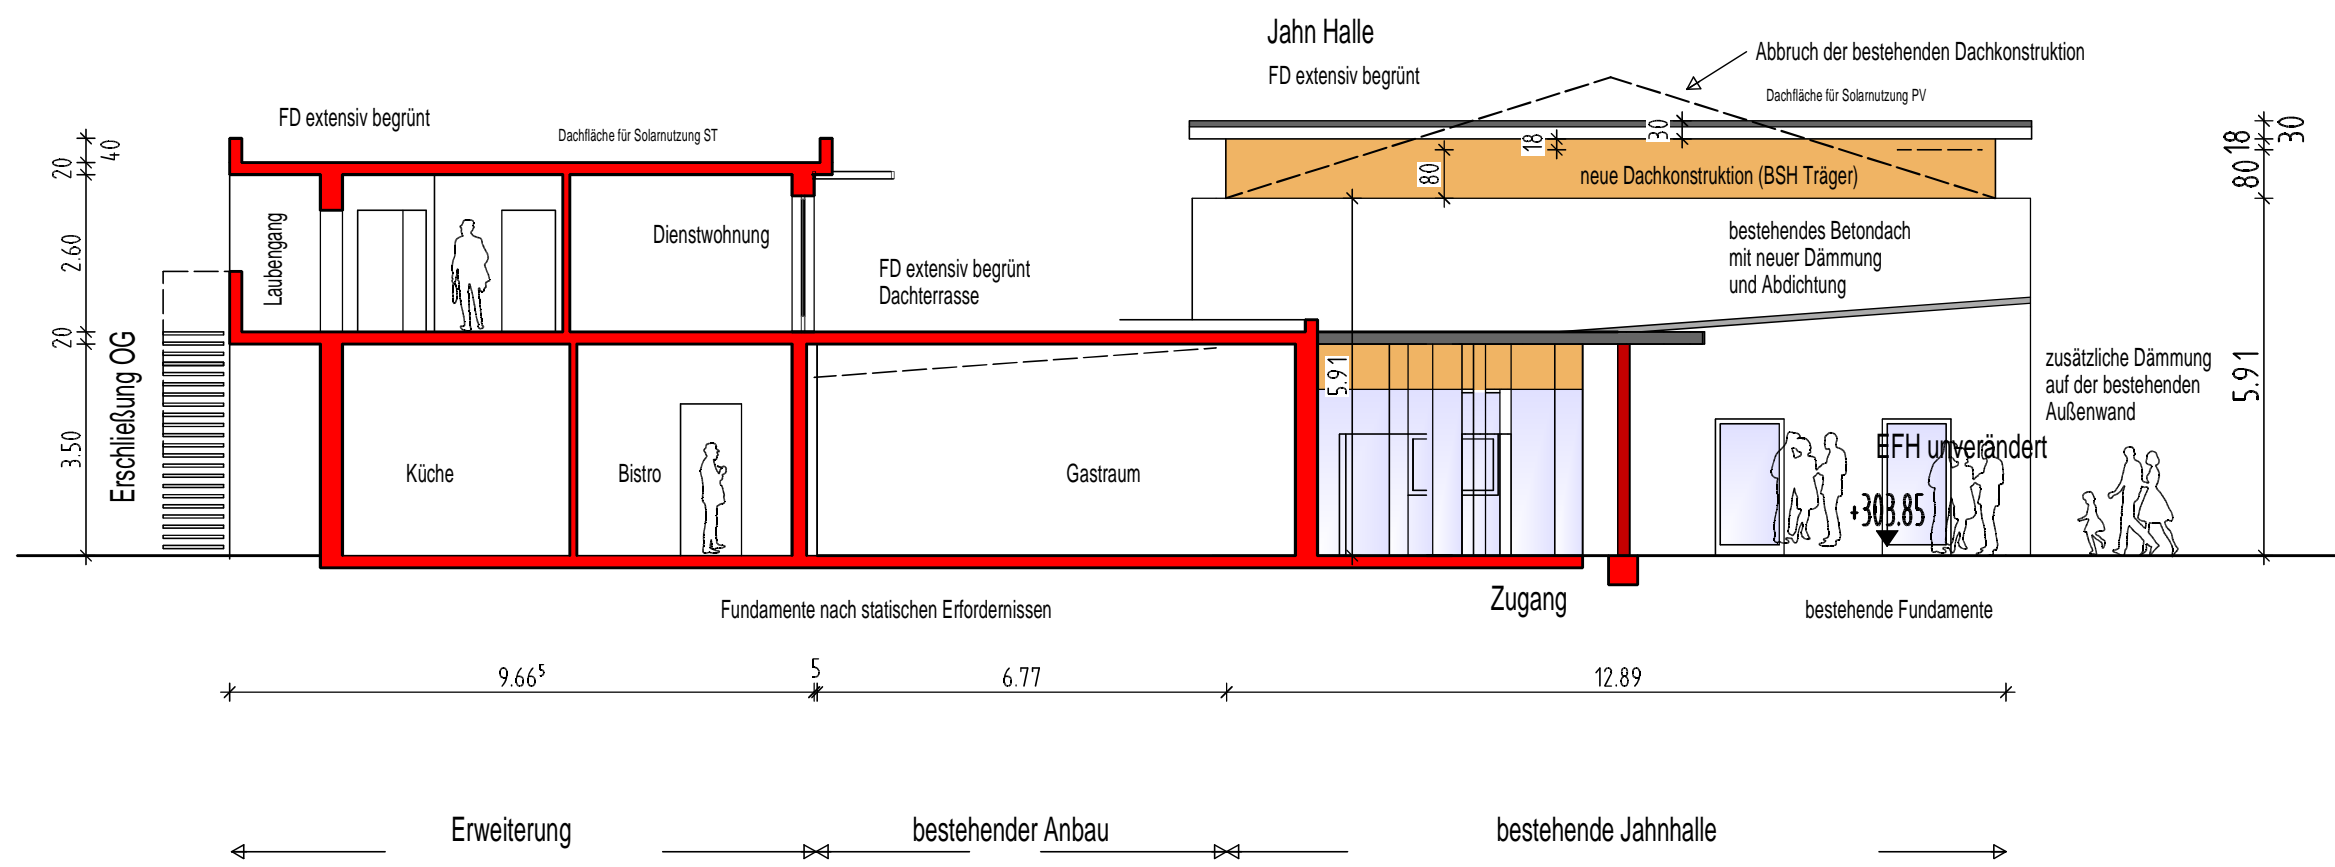 Jahn Halle
FD extensiv begrünt
Abbruch der bestehenden Dachkonstruktion
Dachfläche für Solarnutzung PV
FD extensiv begrünt
Dachfläche für Solarnutzung ST
40
20
2.60
20
3.50
30
18
80
5.91
30
18
80
5.91
neue Dachkonstruktion (BSH Träger)
Laubengang
Dienstwohnung
FD extensiv begrünt
Dachterrasse
bestehendes Betondach
mit neuer Dämmung
und Abdichtung
Erschließung OG
zusätzliche Dämmung
auf der bestehenden
Außenwand
Küche
Bistro
Gastraum
EFH unverändert
+303.85
Zugang
Fundamente nach statischen Erfordernissen
bestehende Fundamente
9.66⁵
5
6.77
12.89
Erweiterung
bestehender Anbau
bestehende Jahnhalle